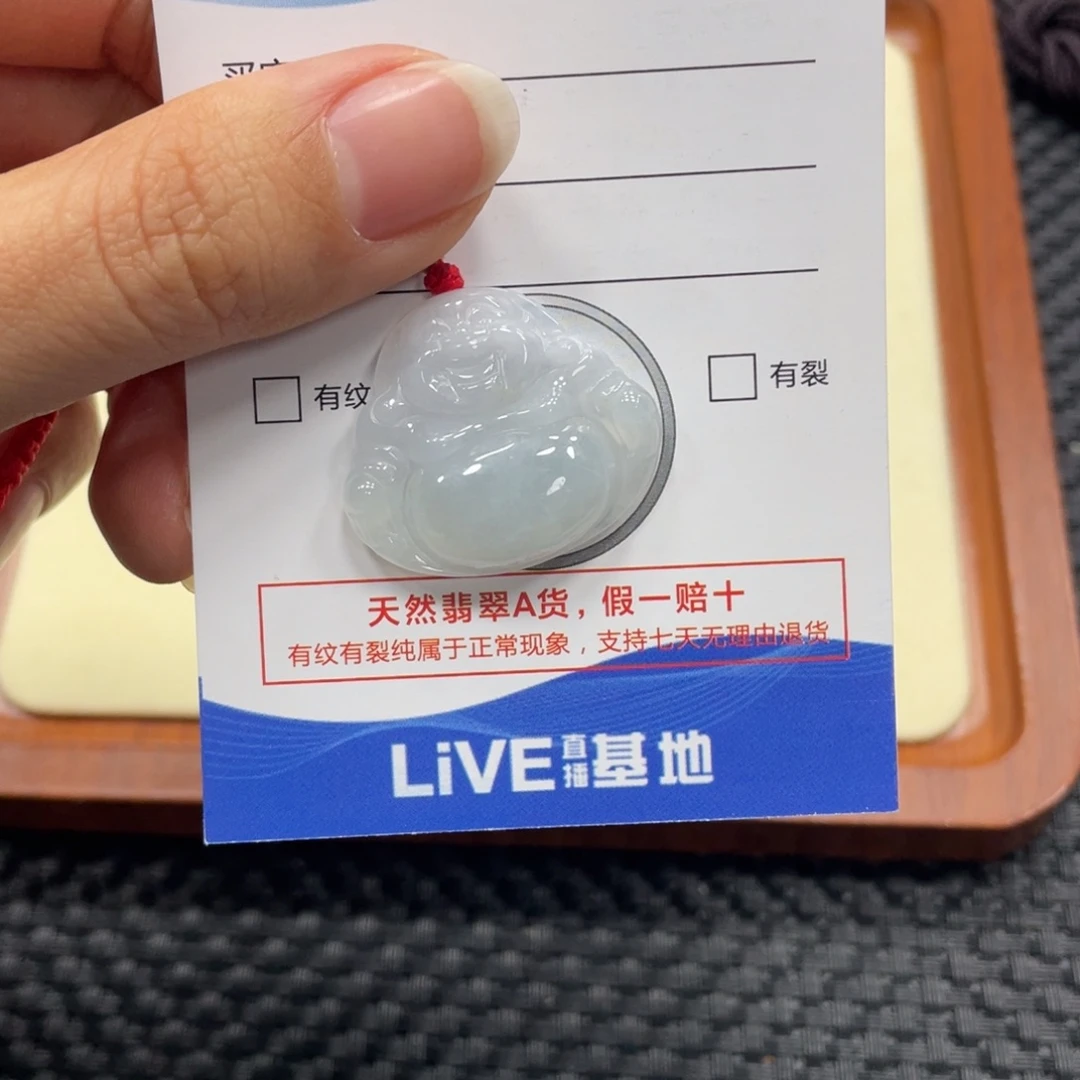 有纹
有裂
天然翡翠A货，假一赔十
有纹有裂纯属于正常现象，支持七天无理由退货
LiVE直播基地